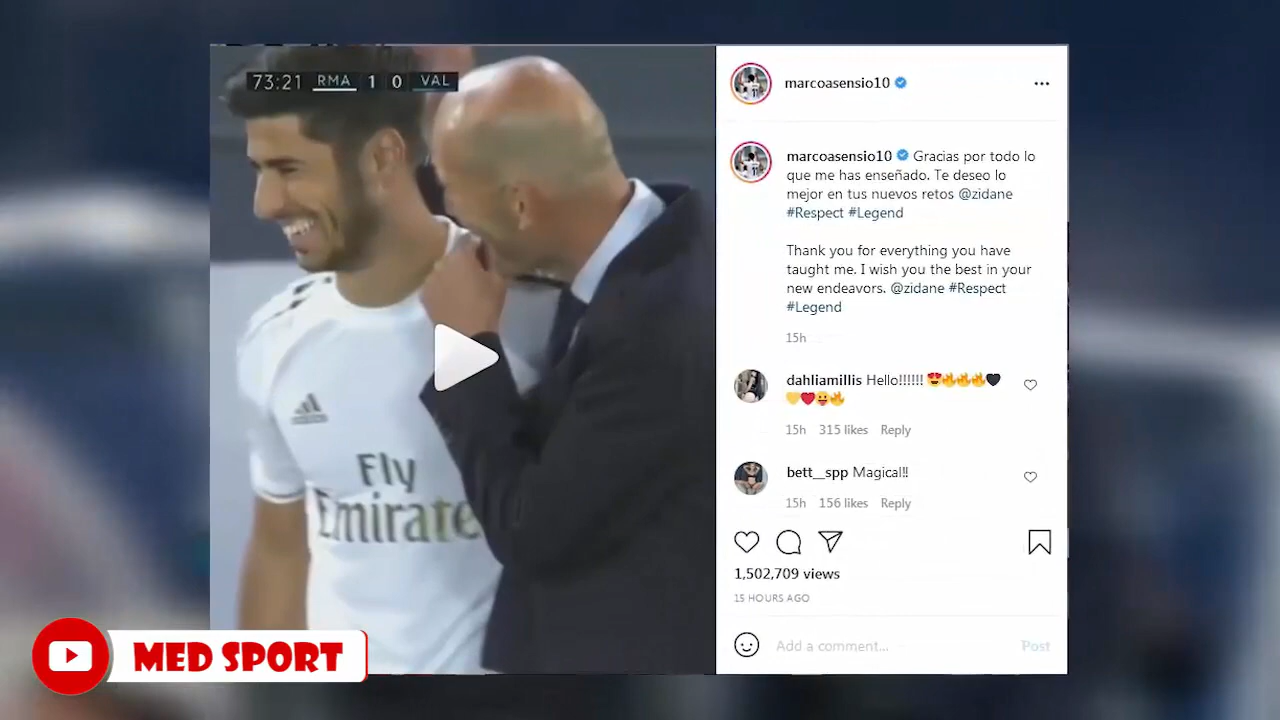 73:21 RMA 1 0 VAL
Fly
Emirates
marcoasensio10
marcoasensio10 Gracias por todo lo
que me has enseñado. Te deseo lo
mejor en tus nuevos retos @zidane
#Respect #Legend
Thank you for everything you have
taught me. I wish you the best in your
new endeavors. @zidane #Respect
#Legend
15h
dahliamillis Hello!!!!!! 😍🔥🔥🔥🖤
💛❤️😛🔥
15h 315 likes Reply
bett__spp Magical!!
15h 156 likes Reply
1,502,709 views
15 HOURS AGO
Add a comment... Post
MED SPORT